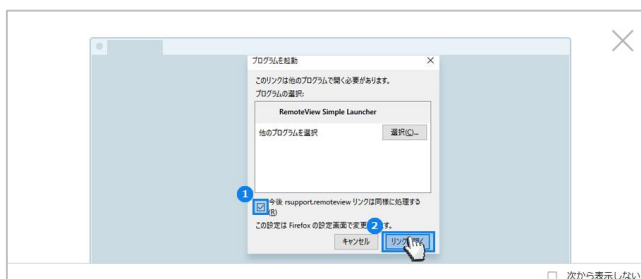 プログラムを起動
このリンクは他のプログラムで開く必要があります。
プログラムの選択:
RemoteView Simple Launcher
他のプログラムを選択
選択(C)...
1
今後 rsupport.remoteview リンクは同様に処理する
(R)
この設定は Firefox の設定画面で変更
2
す。
キャンセル
リンク
次から表示しない